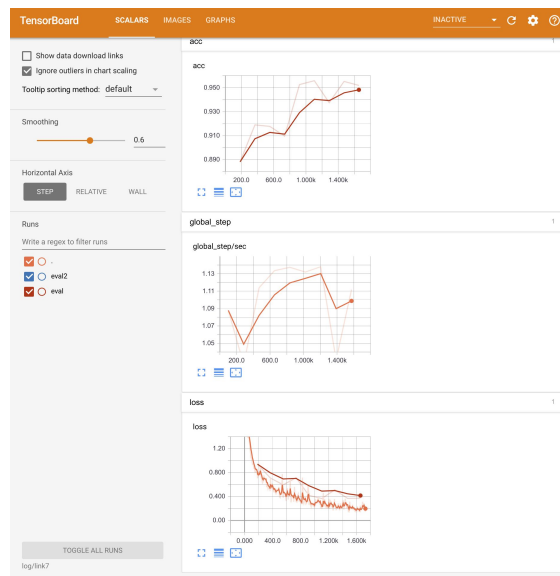 TensorBoard SCALARS IMAGES GRAPHS INACTIVE
Show data download links
Ignore outliers in chart scaling
Tooltip sorting method: default
Smoothing
0.6
Horizontal Axis
STEP RELATIVE WALL
Runs
Write a regex to filter runs
.
eval2
eval
TOGGLE ALL RUNS
log/link7
acc 1
acc
0.950
0.930
0.910
0.890
200.0 600.0 1.000k 1.400k
global_step 1
global_step/sec
1.13
1.11
1.09
1.07
1.05
200.0 600.0 1.000k 1.400k
loss 1
loss
1.20
0.800
0.400
0.00
0.000 400.0 800.0 1.200k 1.600k